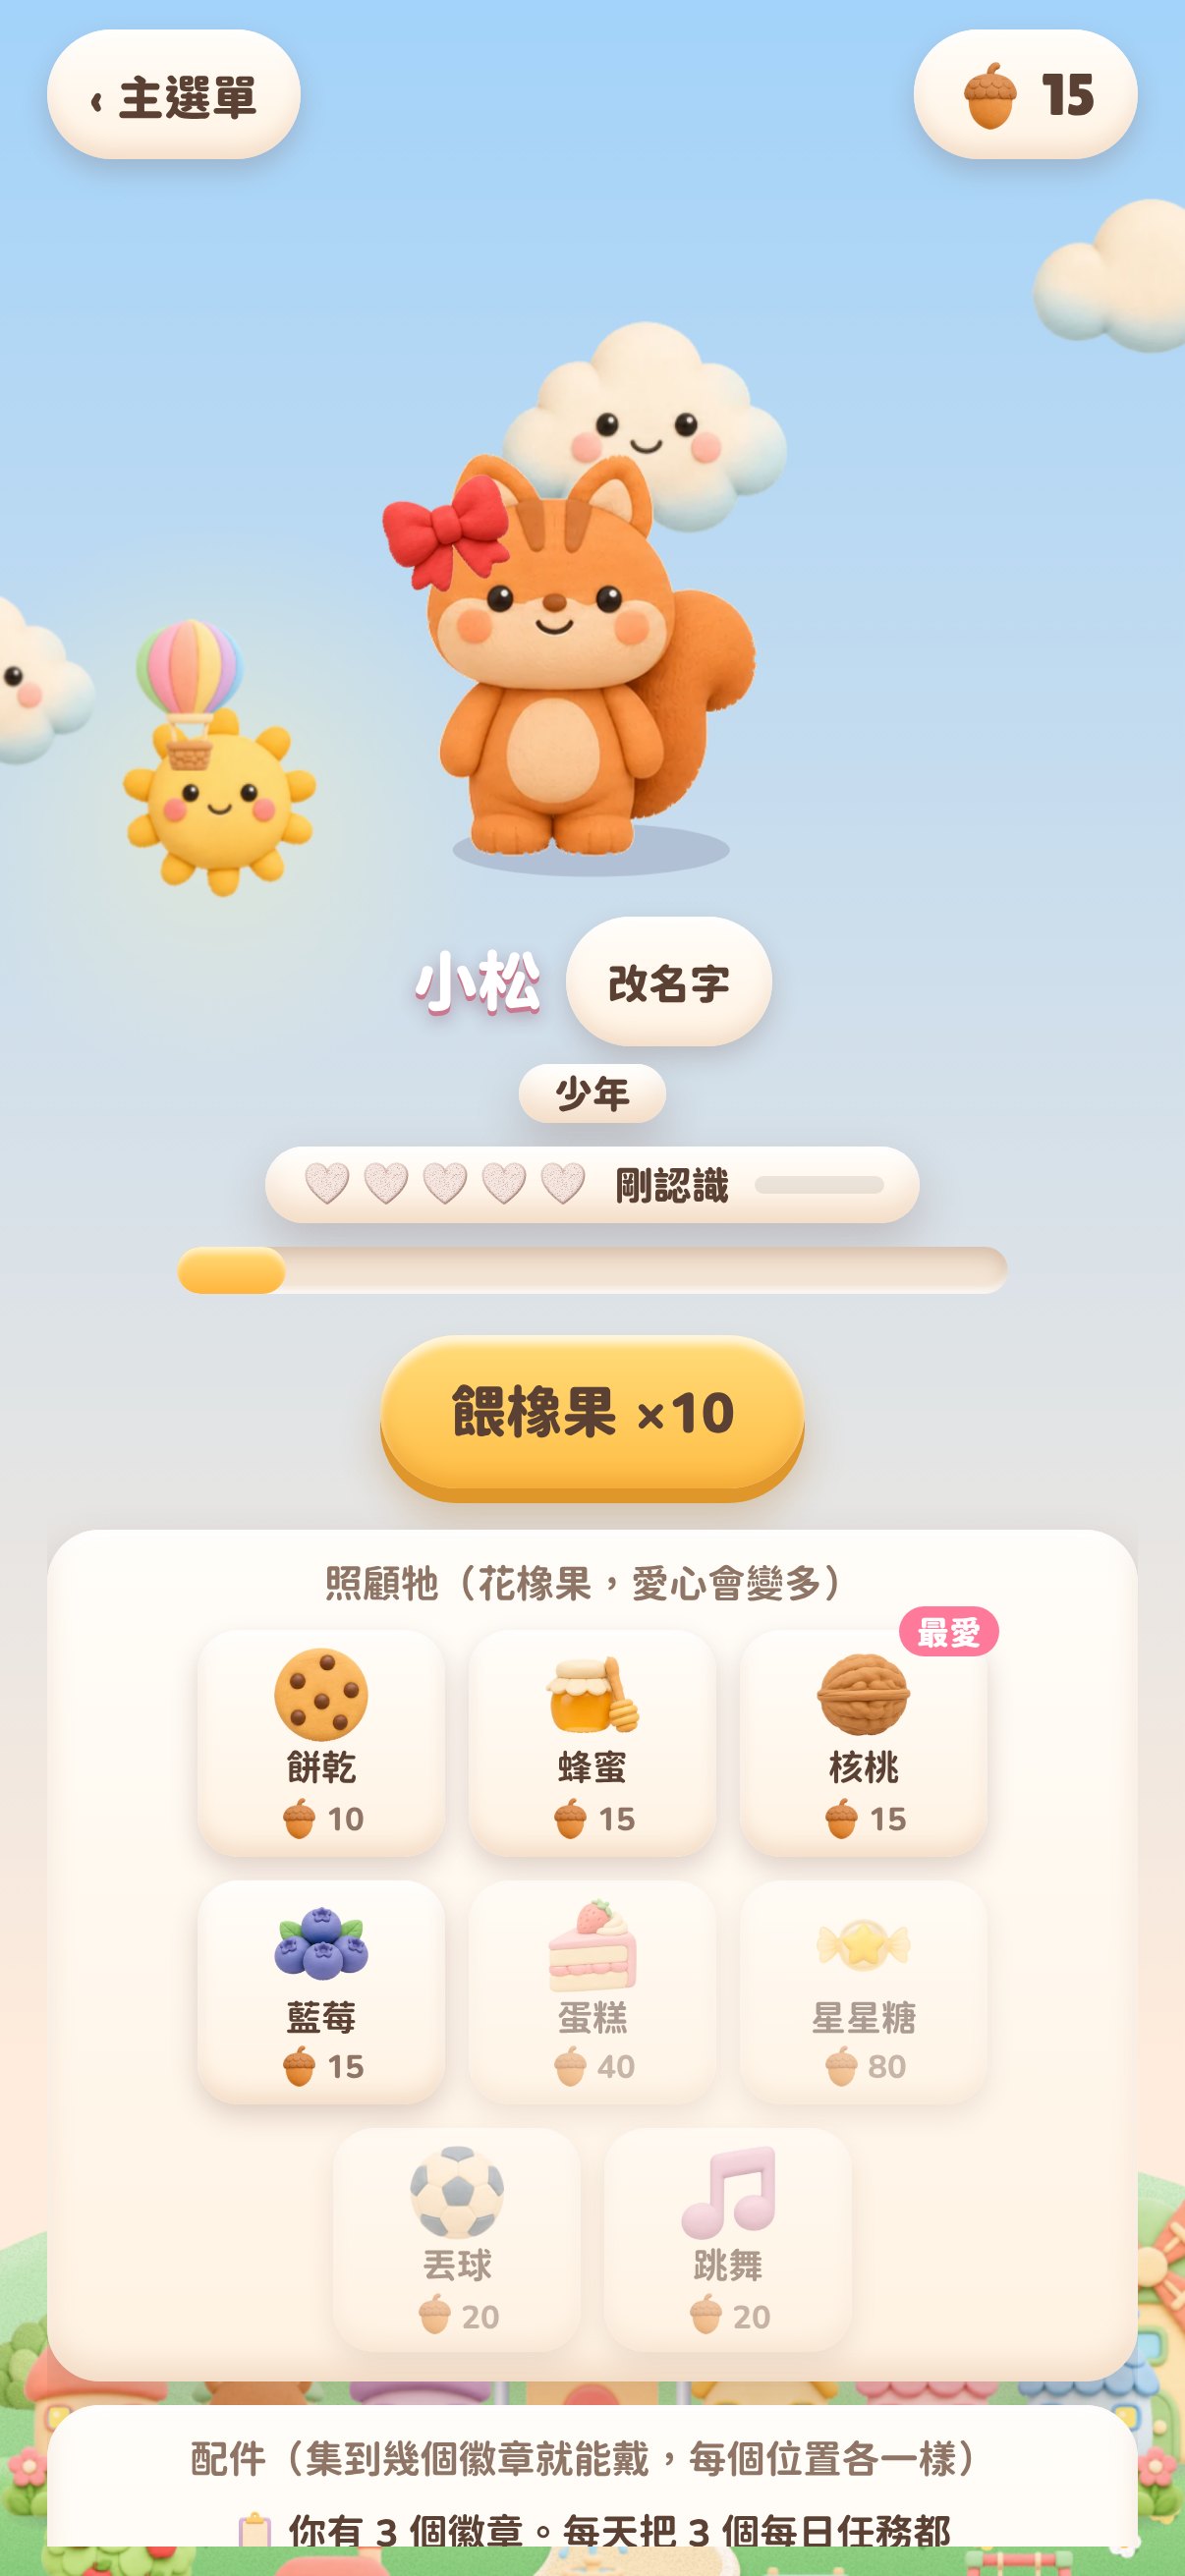 ‹ 主選單
15
小松
改名字
少年
剛認識
餵橡果 ×10
照顧牠（花橡果，愛心會變多）
最愛
餅乾
10
蜂蜜
15
核桃
15
藍莓
15
蛋糕
40
星星糖
80
丟球
20
跳舞
20
配件（集到幾個徽章就能戴，每個位置各一樣）
你有 3 個徽章。每天把 3 個每日任務都